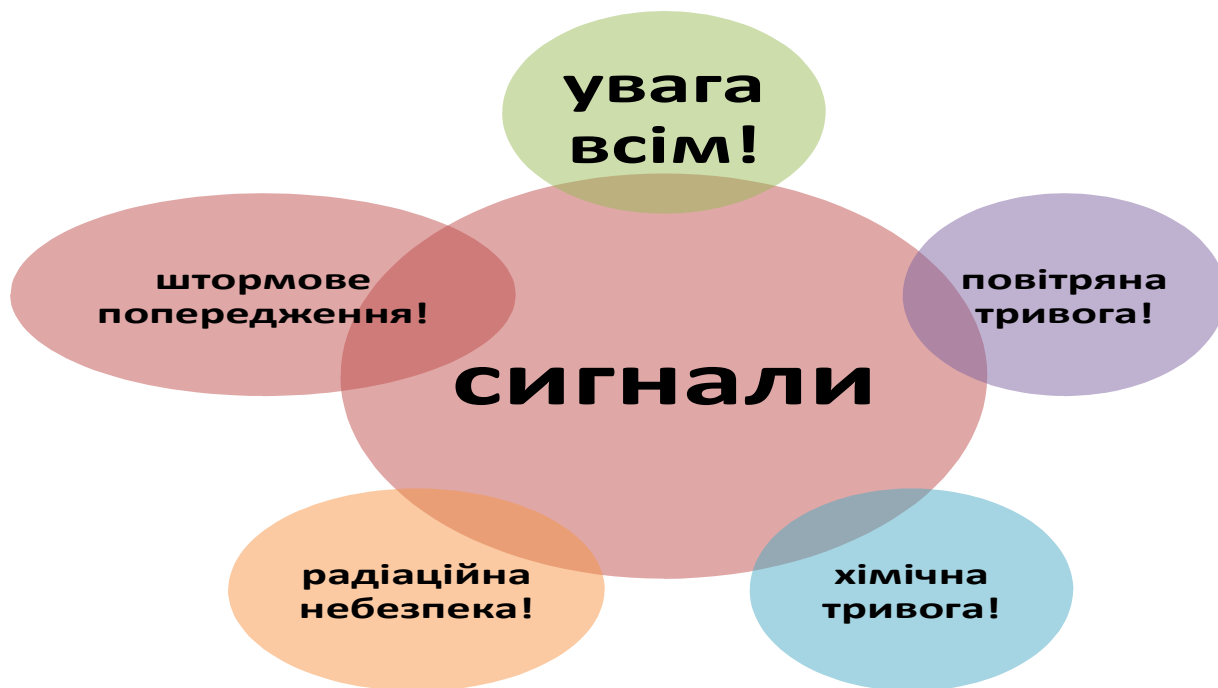 увага
всім!
штормове
попередження!
повітряна
тривога!
сигнали
радіаційна
небезпека!
хімічна
тривога!